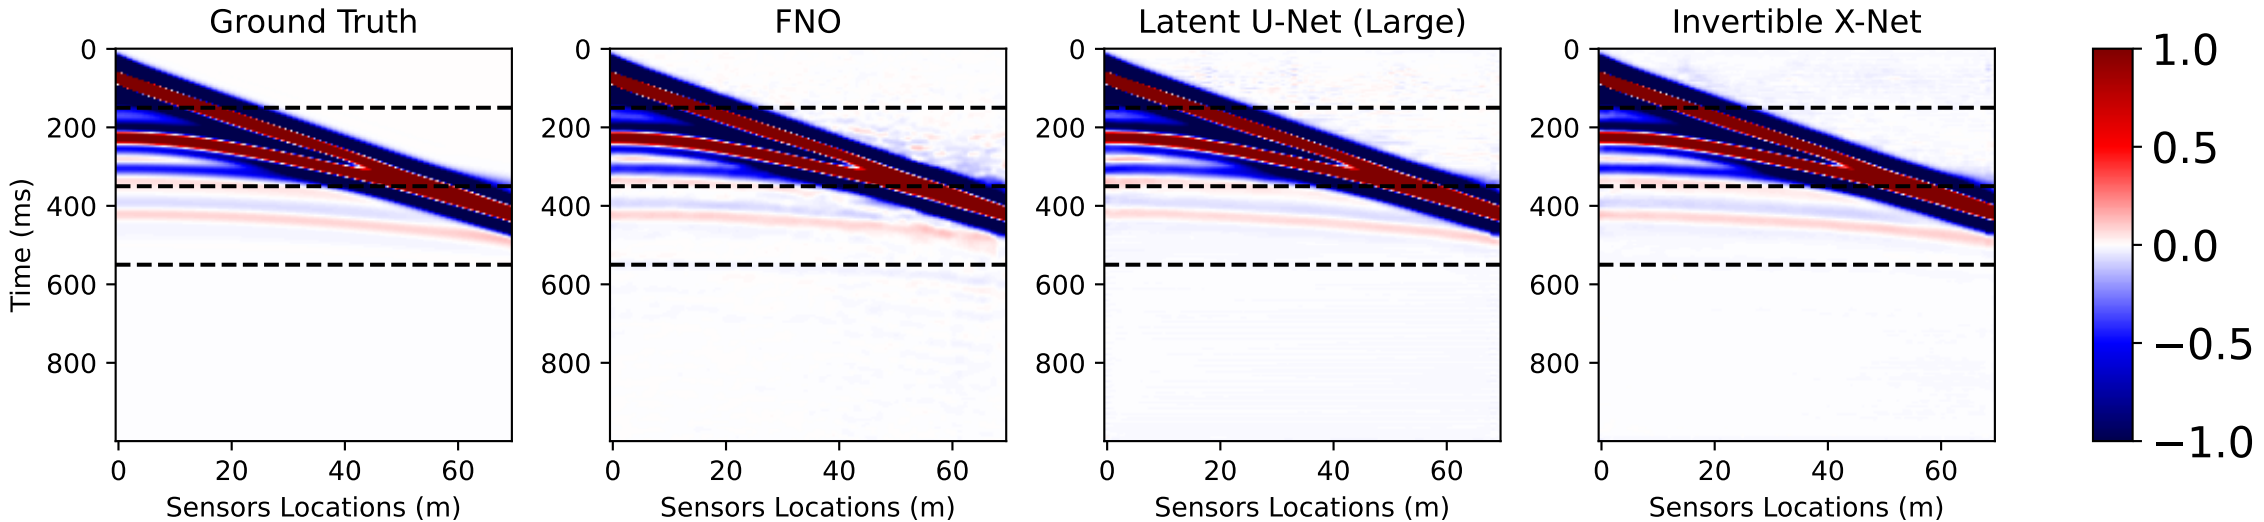 Ground Truth
FNO
Latent U-Net (Large)
Invertible X-Net
0
200
400
600
800
Time (ms)
0
200
400
600
800
0
200
400
600
800
0
200
400
600
800
1.0
0.5
0.0
−0.5
−1.0
0 20 40 60
0 20 40 60
0 20 40 60
0 20 40 60
Sensors Locations (m)
Sensors Locations (m)
Sensors Locations (m)
Sensors Locations (m)